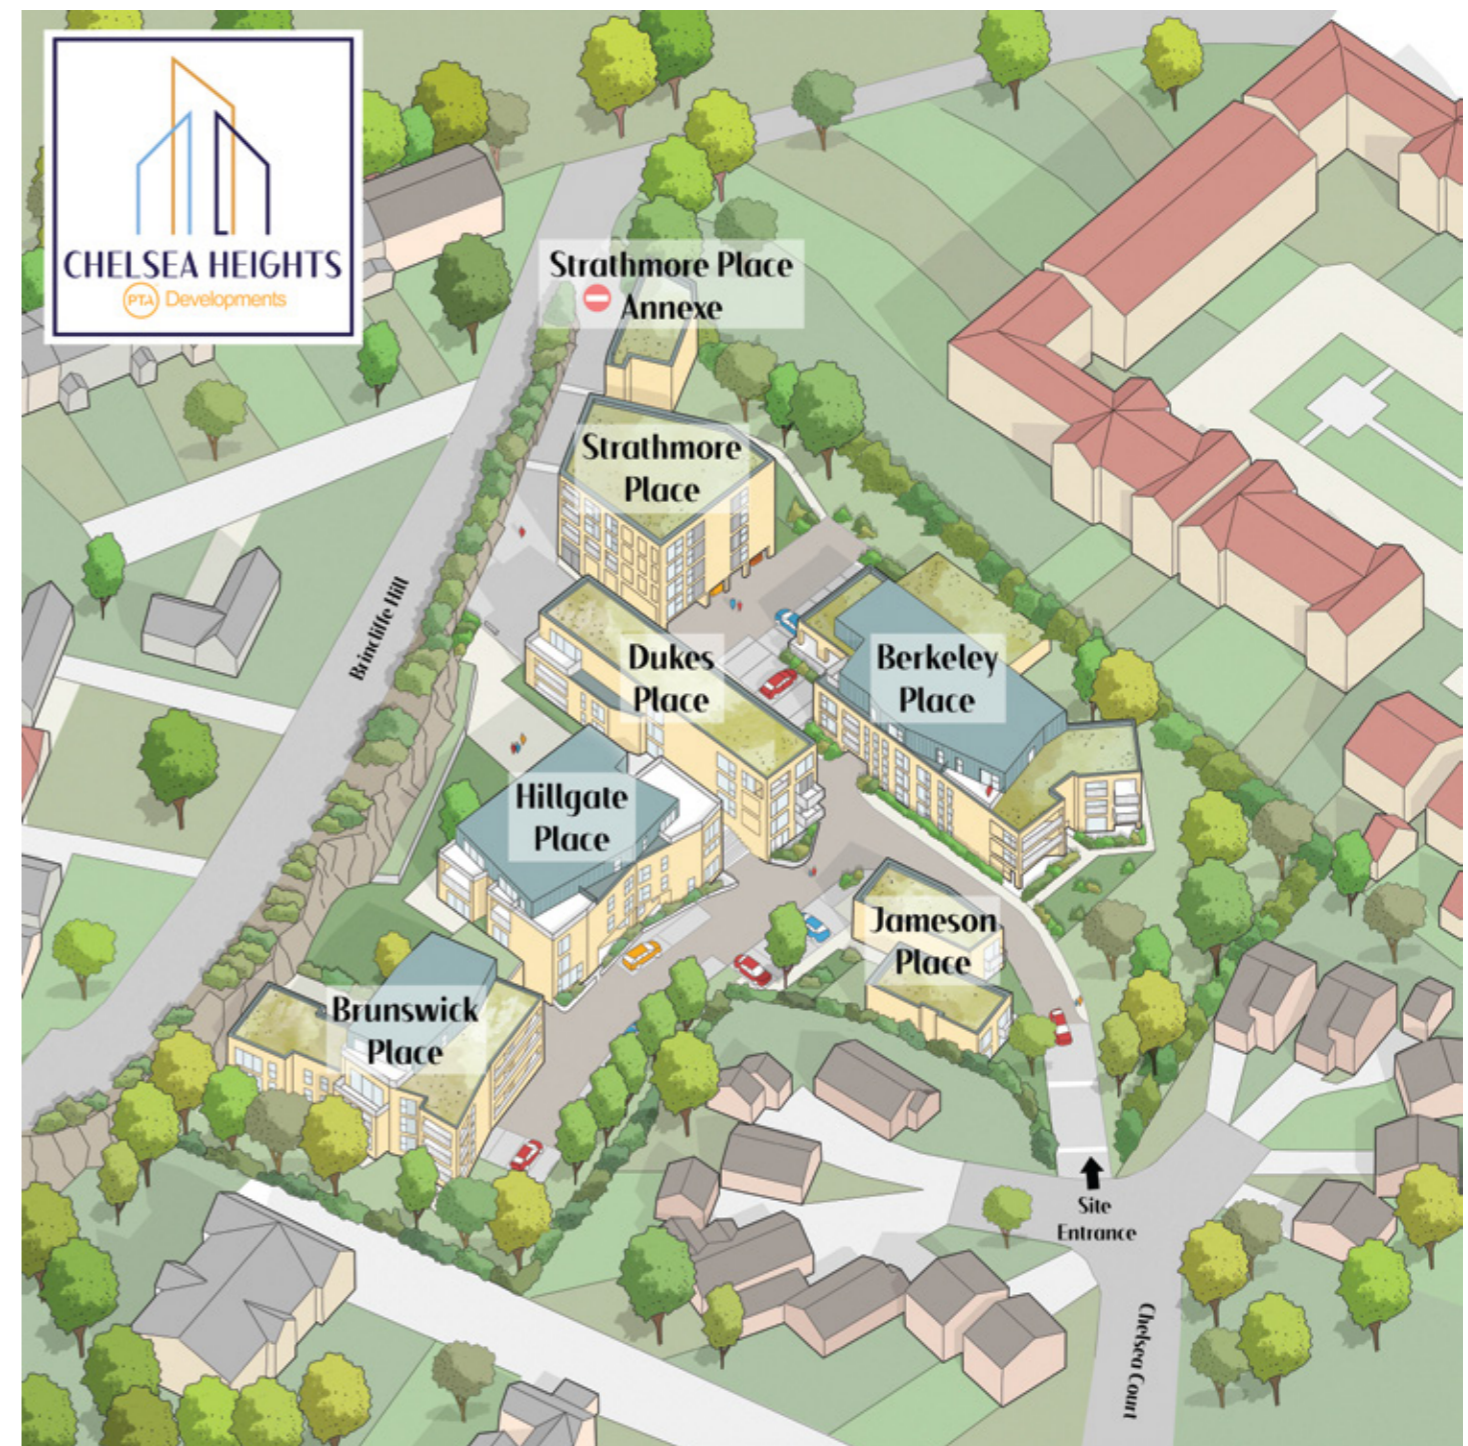 CHELSEA HEIGHTS
PTA Developments
Strathmore Place
Annexe
Strathmore
Place
Brincliffe Hill
Dukes
Place
Berkeley
Place
Hillgate
Place
Jameson
Place
Brunswick
Place
Site
Entrance
Chelsea Court